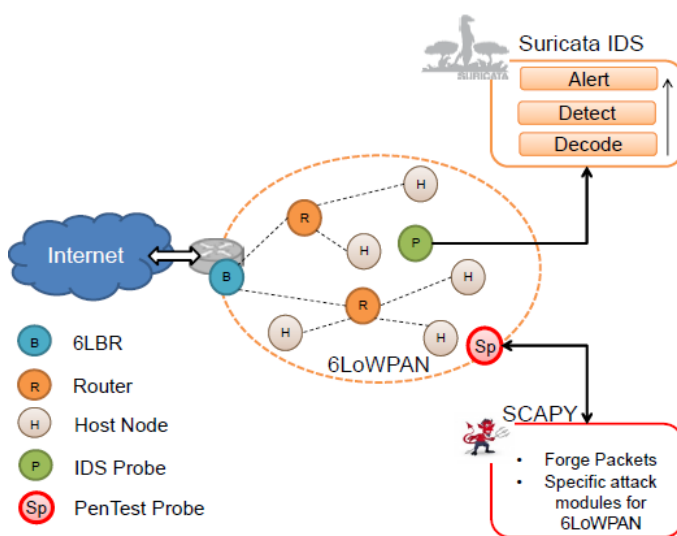 Suricata IDS
SURICATA
Alert
Detect
Decode
H
R
H
P
Internet
B
H
R
H
H
6LoWPAN
Sp
B 6LBR
R Router
H Host Node
P IDS Probe
Sp PenTest Probe
SCAPY
• Forge Packets
• Specific attack
modules for
6LoWPAN